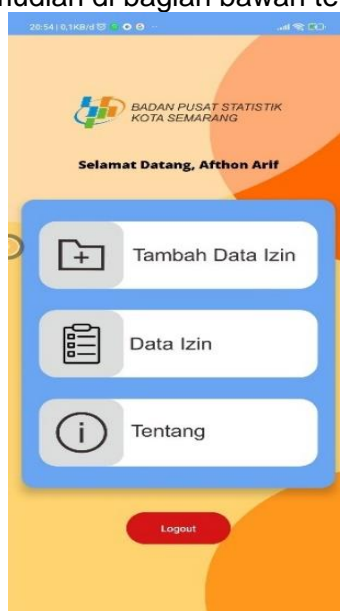 mudian di bagian bawah te
20:54 | 0,1KB/d
BADAN PUSAT STATISTIK
KOTA SEMARANG
Selamat Datang, Afthon Arif
Tambah Data Izin
Data Izin
Tentang
Logout